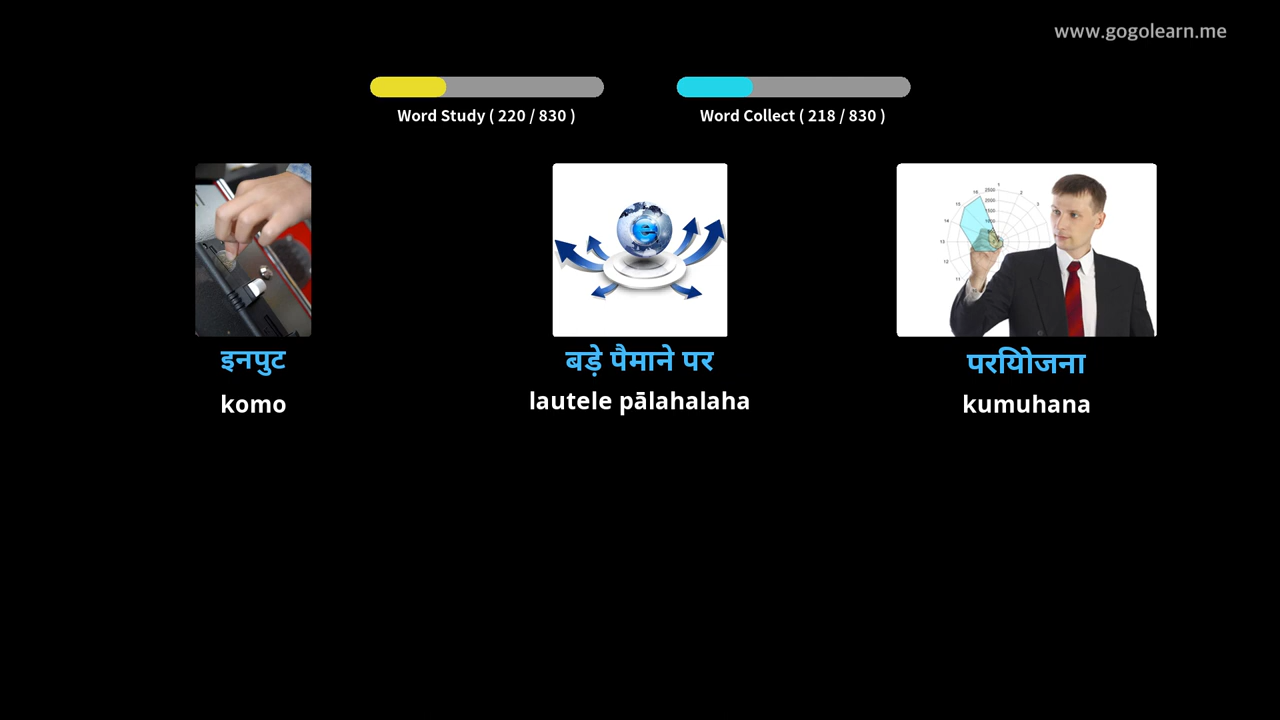 www.gogolearn.me
Word Study ( 220 / 830 )
Word Collect ( 218 / 830 )
इनपुट
बड़े पैमाने पर
परियोजना
komo
lautele pālahalaha
kumuhana